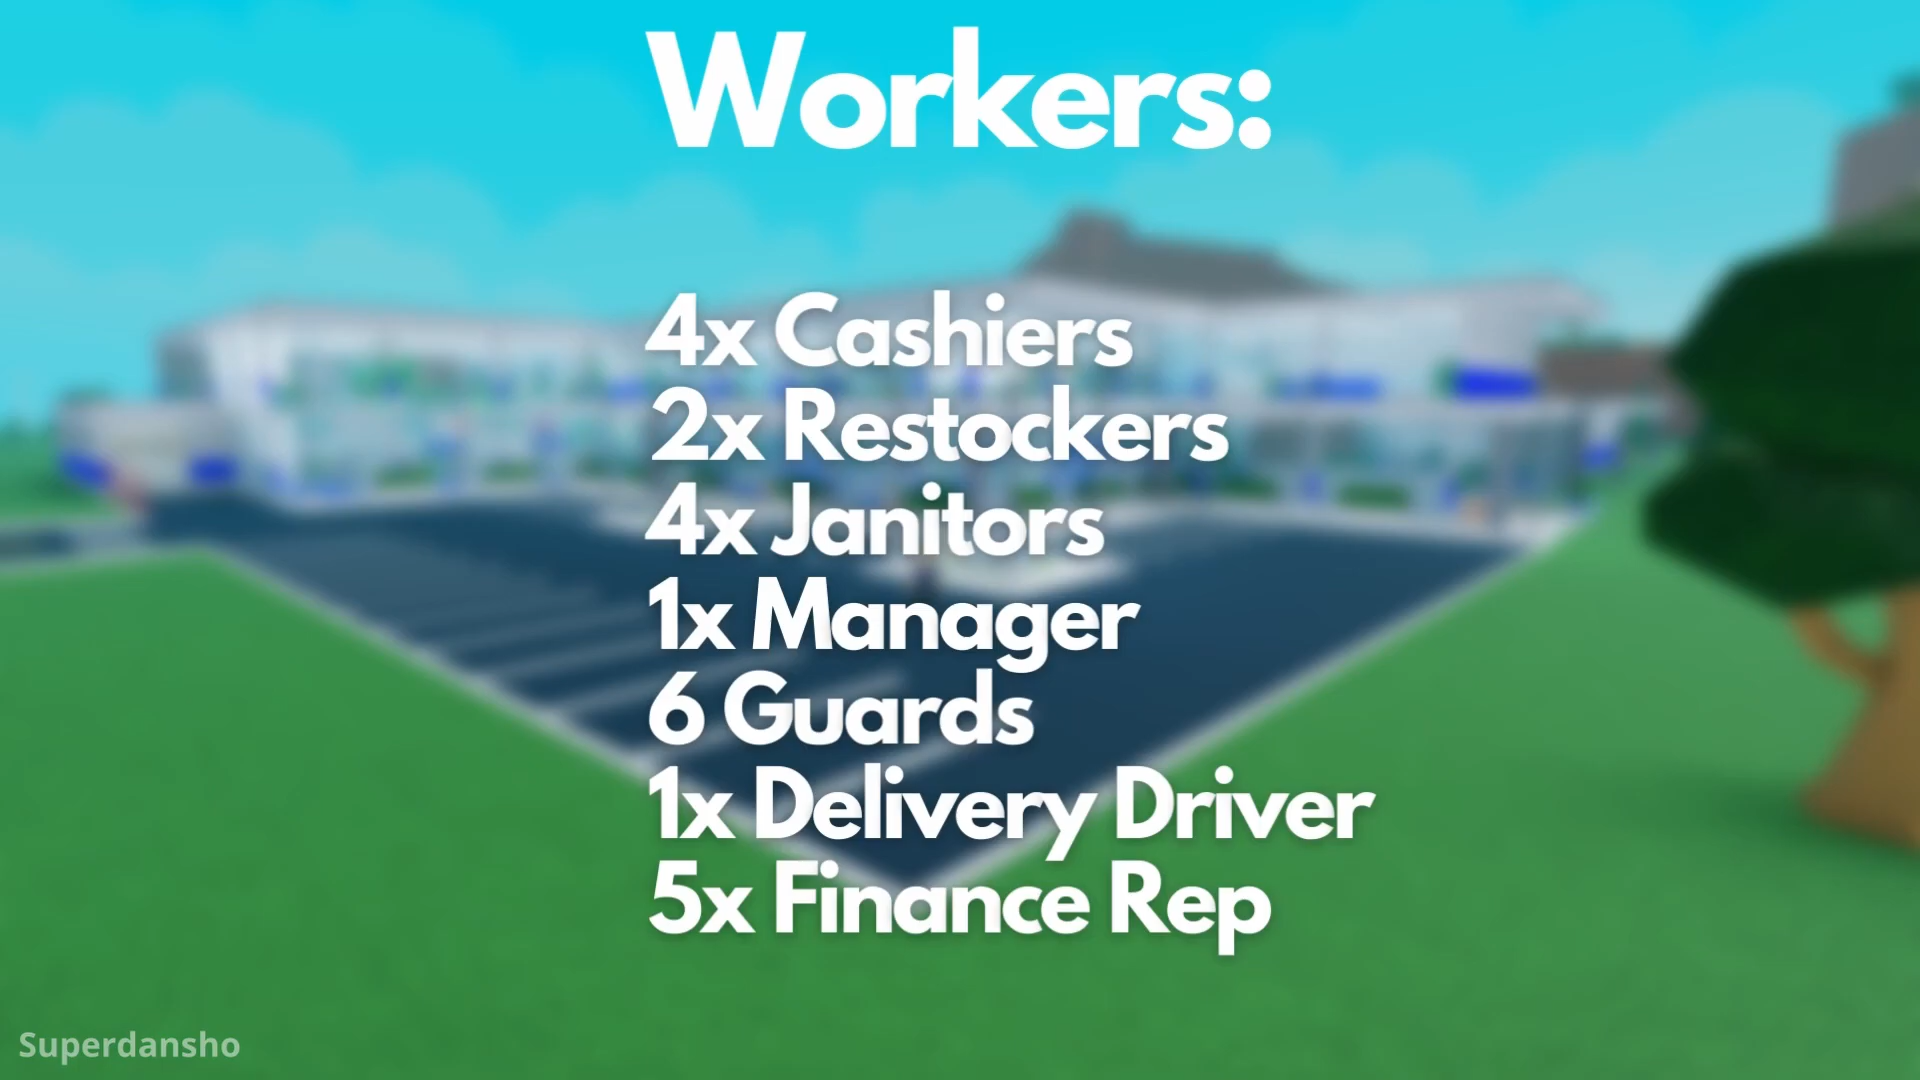 Workers:
4x Cashiers
2x Restockers
4x Janitors
1x Manager
6 Guards
1x Delivery Driver
5x Finance Rep
Superdansho